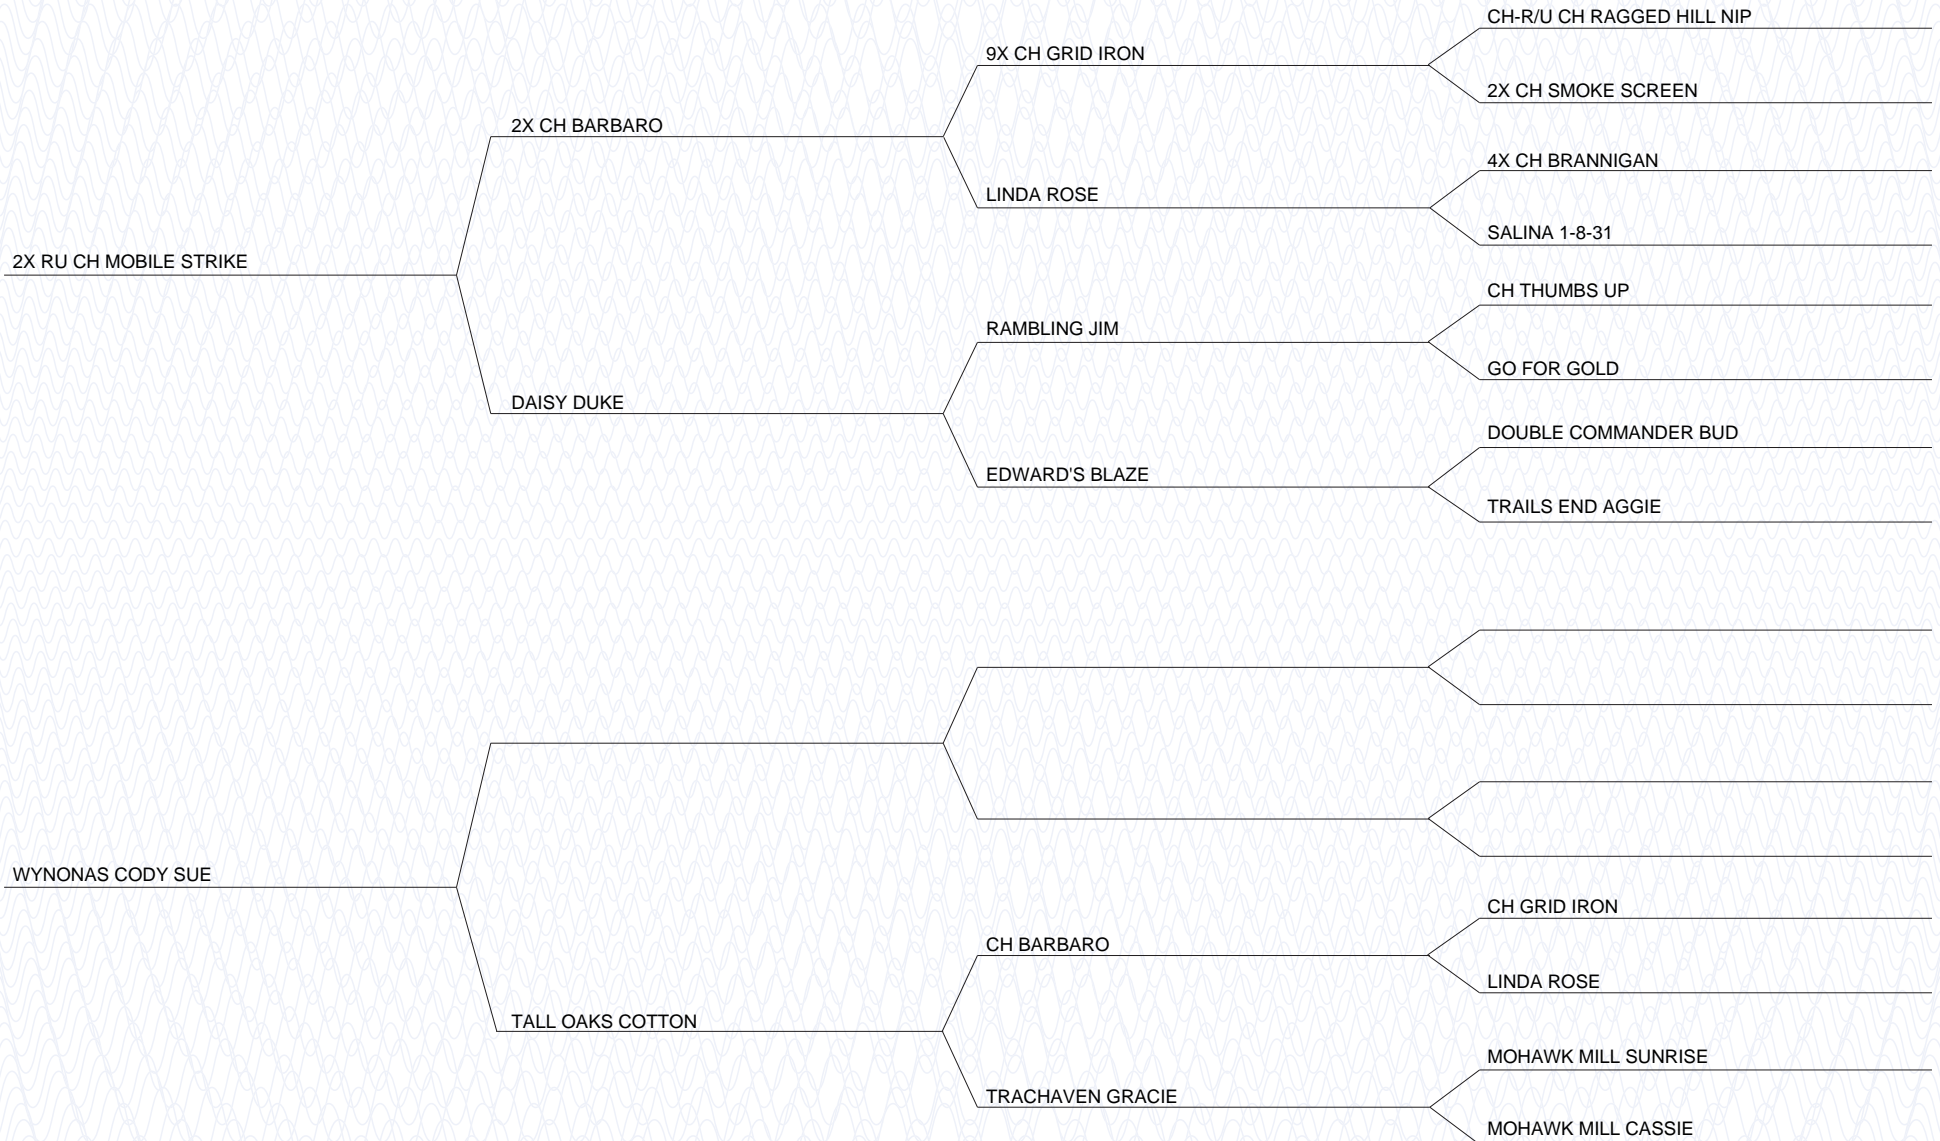 CH-R/U CH RAGGED HILL NIP
9X CH GRID IRON
2X CH SMOKE SCREEN
2X CH BARBARO
4X CH BRANNIGAN
LINDA ROSE
SALINA 1-8-31
2X RU CH MOBILE STRIKE
CH THUMBS UP
RAMBLING JIM
GO FOR GOLD
DAISY DUKE
DOUBLE COMMANDER BUD
EDWARD'S BLAZE
TRAILS END AGGIE
WYNONAS CODY SUE
CH GRID IRON
CH BARBARO
LINDA ROSE
TALL OAKS COTTON
MOHAWK MILL SUNRISE
TRACHAVEN GRACIE
MOHAWK MILL CASSIE